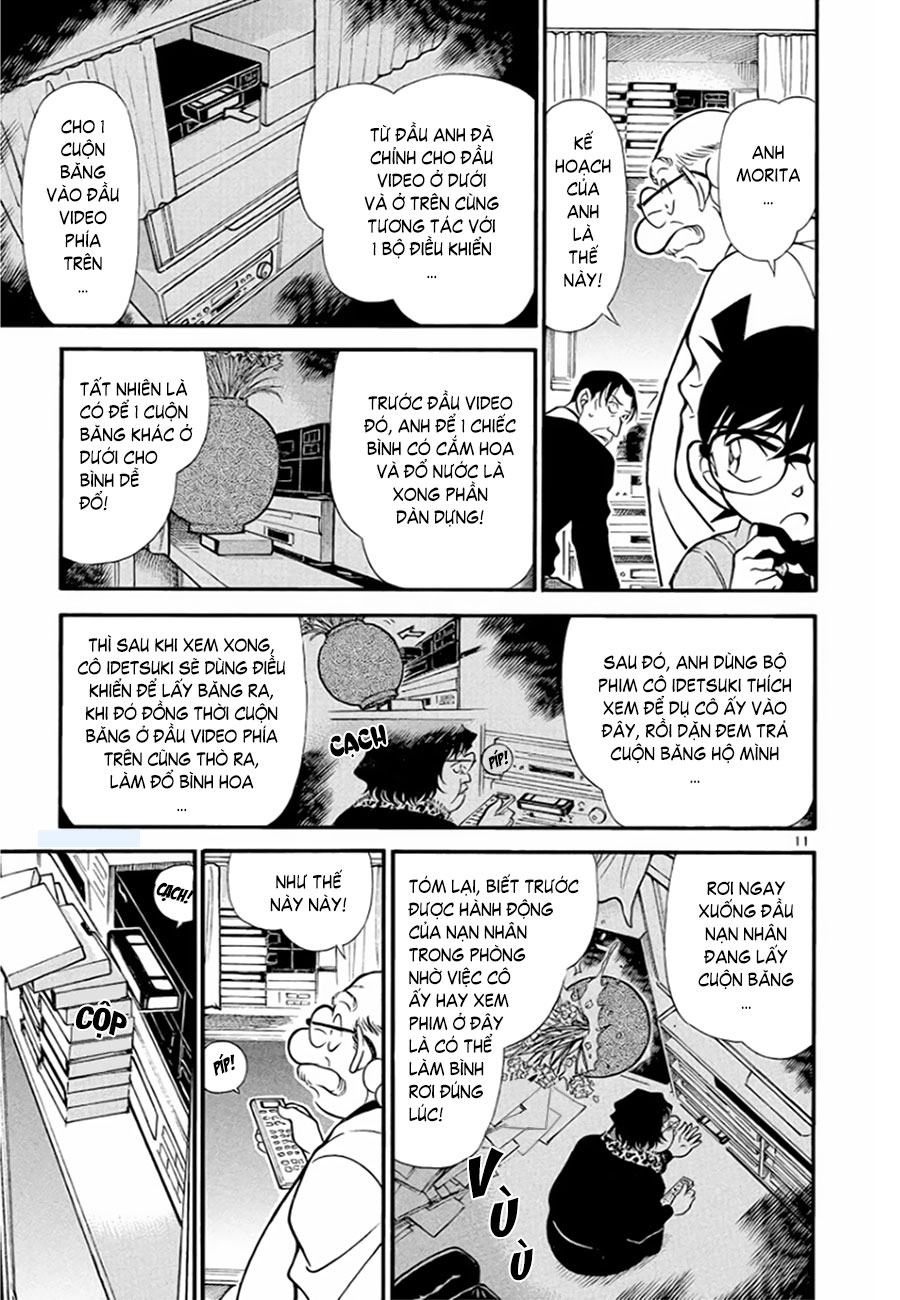 ANH
MORITA
...
KẾ
HOẠCH
CỦA
ANH
LÀ
THẾ
NÀY!
TỪ ĐẦU ANH ĐÀ
CHỈNH CHO ĐẦU
VIDEO Ở DƯỚI
VÀ Ở TRÊN CÙNG
TƯƠNG TÁC VỚI
1 BỘ ĐIỀU KHIỂN
...
CHO 1
CUỘN
BĂNG
VÀO ĐẦU
VIDEO
PHÍA
TRÊN
...
TRƯỚC ĐẦU VIDEO
ĐÓ, ANH ĐỂ 1 CHIẾC
BÌNH CÓ CẮM HOA
VÀ ĐỔ NƯỚC LÀ
XONG PHẦN
DÀN DỰNG!
TẤT NHIÊN LÀ
CÓ ĐỂ 1 CUỘN
BĂNG KHÁC Ở
DƯỚI CHO
BÌNH DỀ
ĐỔ!
SAU ĐÓ, ANH DÙNG BỘ
PHIM CÔ IDETSUKI THÍCH
XEM ĐỂ DỤ CÔ ẤY VÀO
ĐÂY, RỒI DẶN ĐEM TRẢ
CUỘN BĂNG HỘ MÌNH
...
PÍP!
CẠCH
THÌ SAU KHI XEM XONG,
CÔ IDETSUKI SẼ DÙNG ĐIỀU
KHIỂN ĐỂ LẤY BĂNG RA,
KHI ĐÓ ĐỒNG THỜI CUỘN
BĂNG Ở ĐẦU VIDEO PHÍA
TRÊN CŨNG THÒ RA,
LÀM ĐỔ BÌNH HOA
...
11
RƠI NGAY
XUỐNG ĐẦU
NẠN NHÂN
ĐANG LẤY
CUỘN BĂNG
...
TÓM LẠI, BIẾT TRƯỚC
ĐƯỢC HÀNH ĐỘNG
CỦA NẠN NHÂN
TRONG PHÒNG
NHỜ VIỆC CÔ
ẤY HAY XEM
PHIM Ở ĐÂY
LÀ CÓ THỂ
LÀM BÌNH
RƠI ĐÚNG
LÚC!
VÙ Ù
NHƯ THẾ
NÀY NÀY!
PÍP!
CẠCH!
CỘP